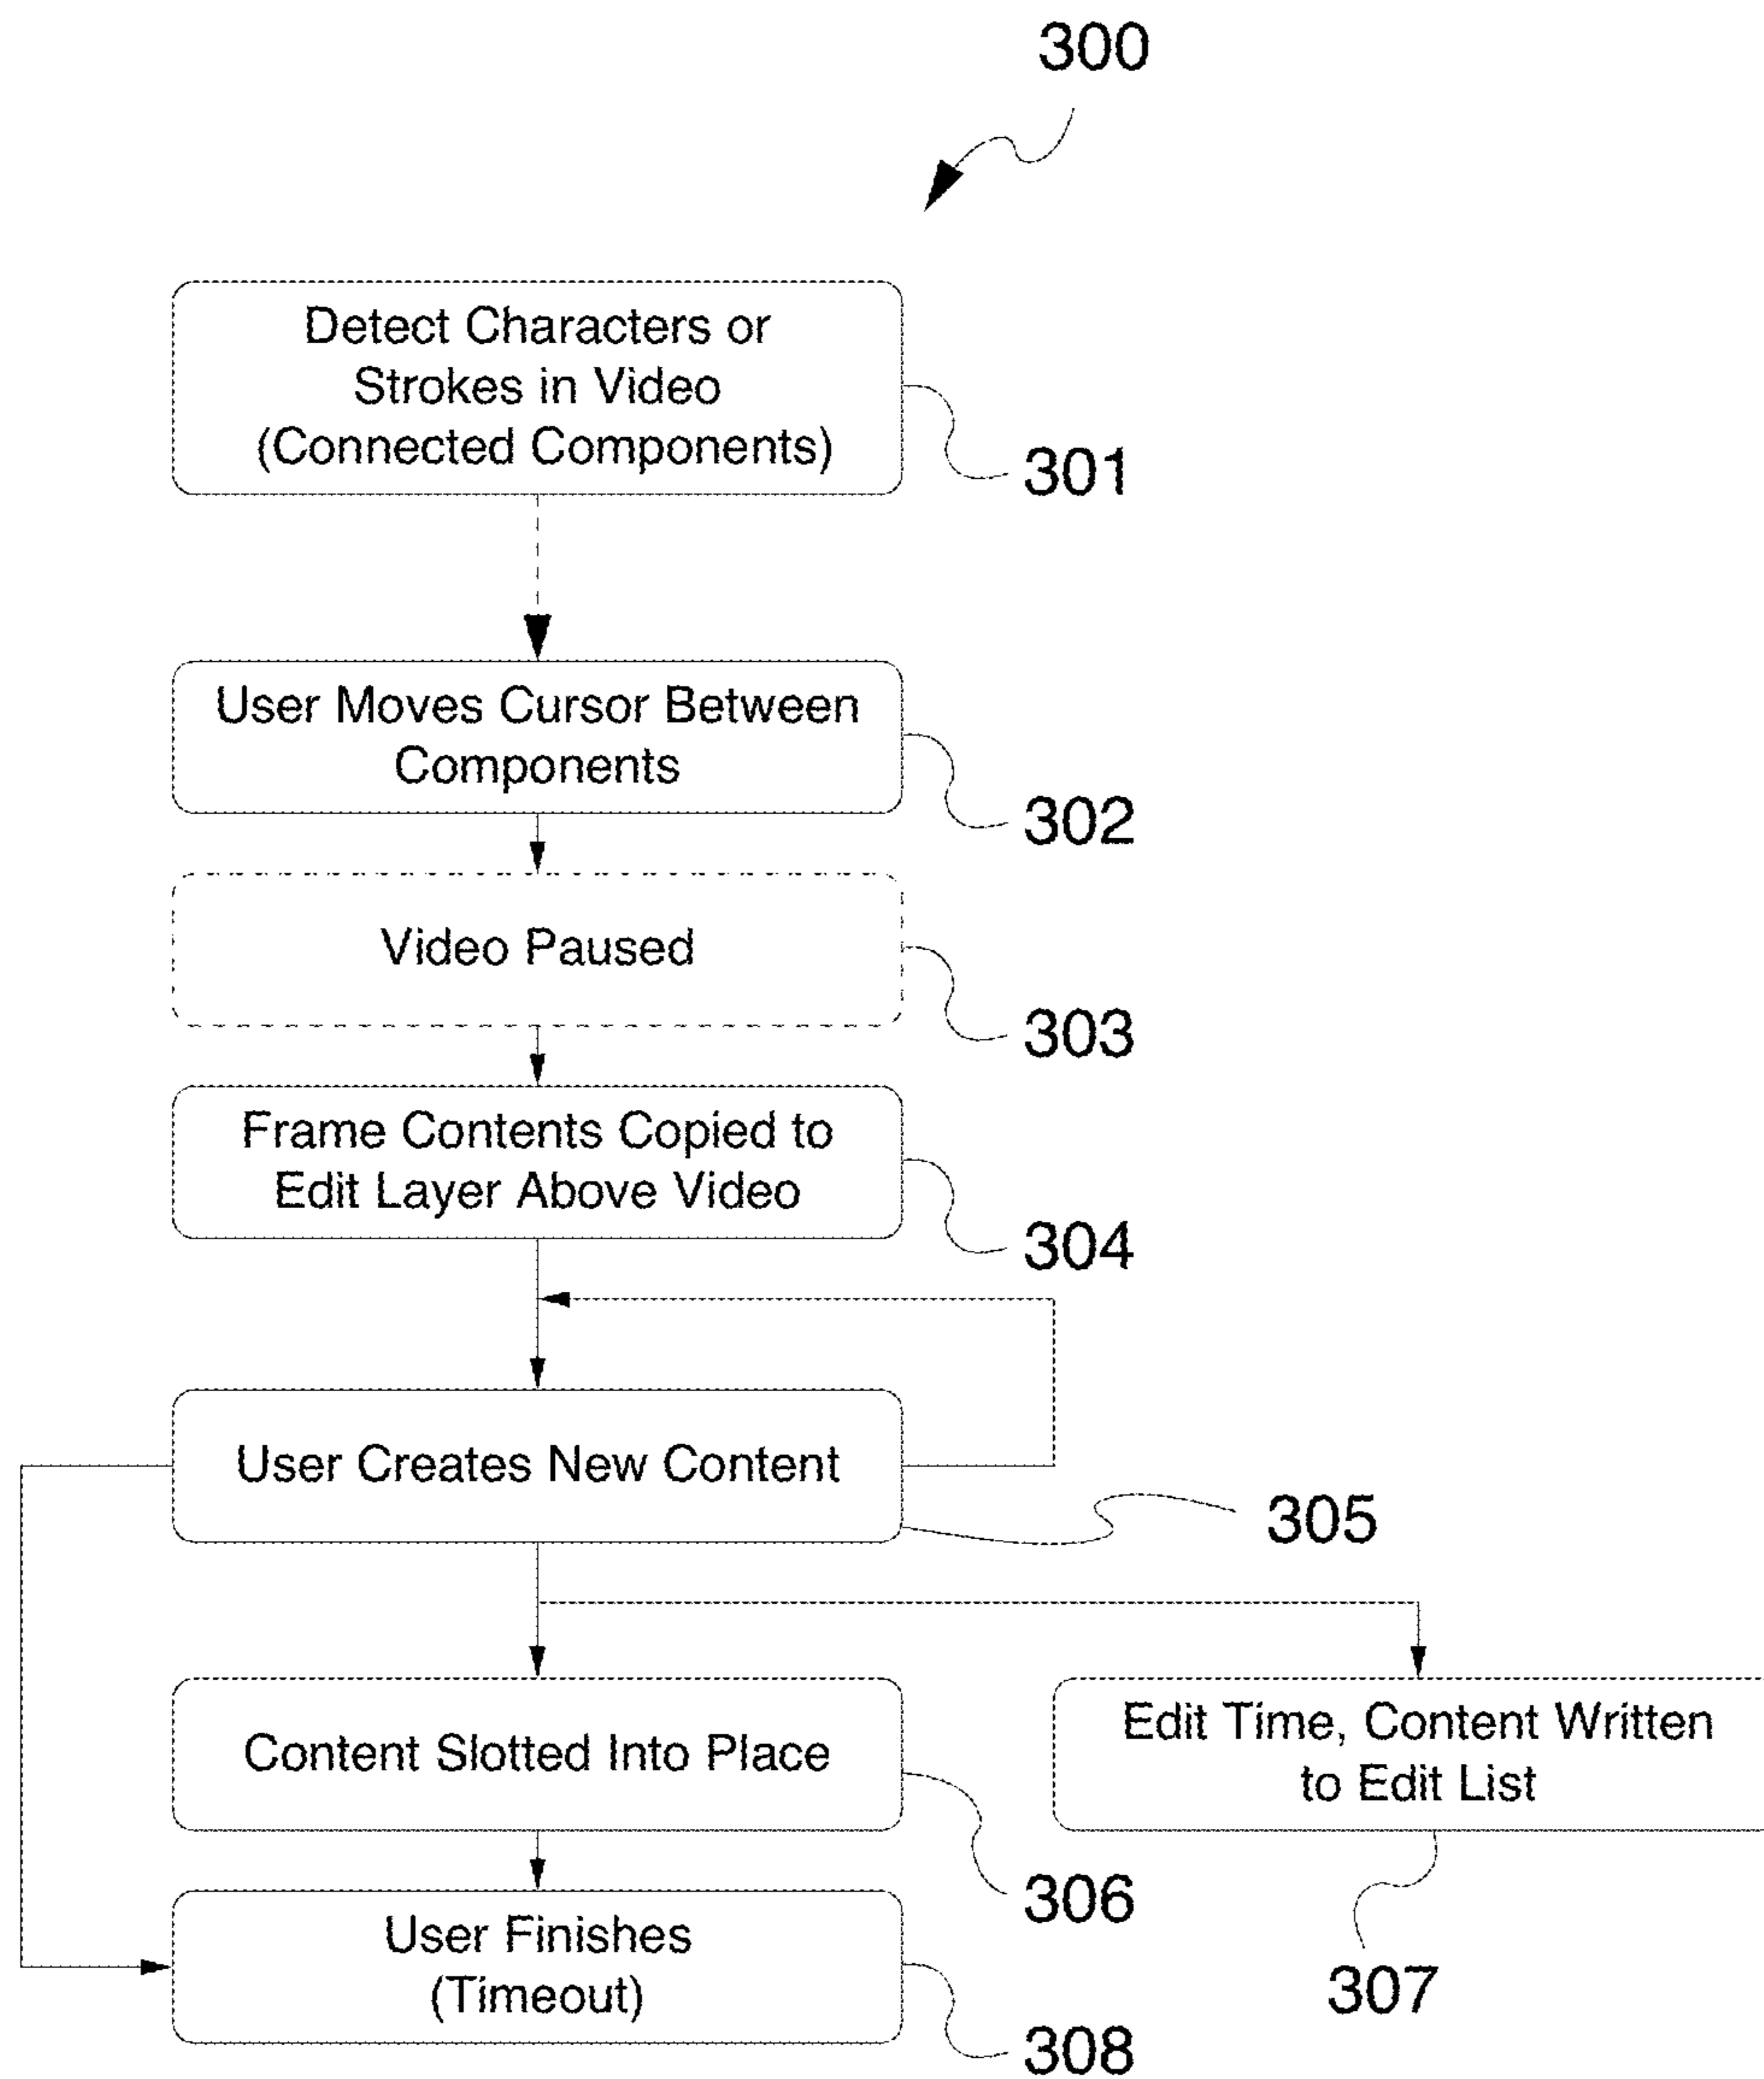 300
Detect Characters or
Strokes in Video
(Connected Components)
301
User Moves Cursor Between
Components
302
Video Paused
303
Frame Contents Copied to
Edit Layer Above Video
304
User Creates New Content
305
Content Slotted Into Place
306
Edit Time, Content Written
to Edit List
307
User Finishes
(Timeout)
308